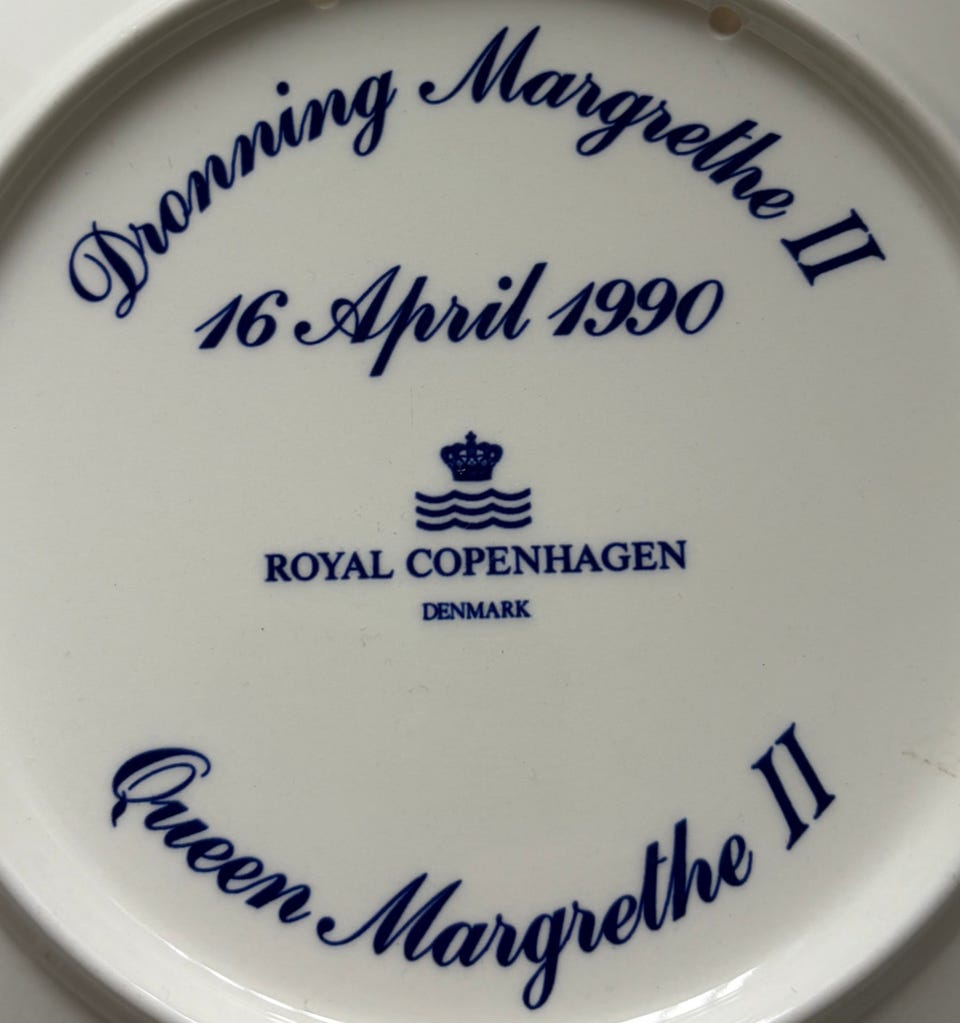 Dronning Margrethe II
16 April 1990
ROYAL COPENHAGEN
DENMARK
Queen Margrethe II